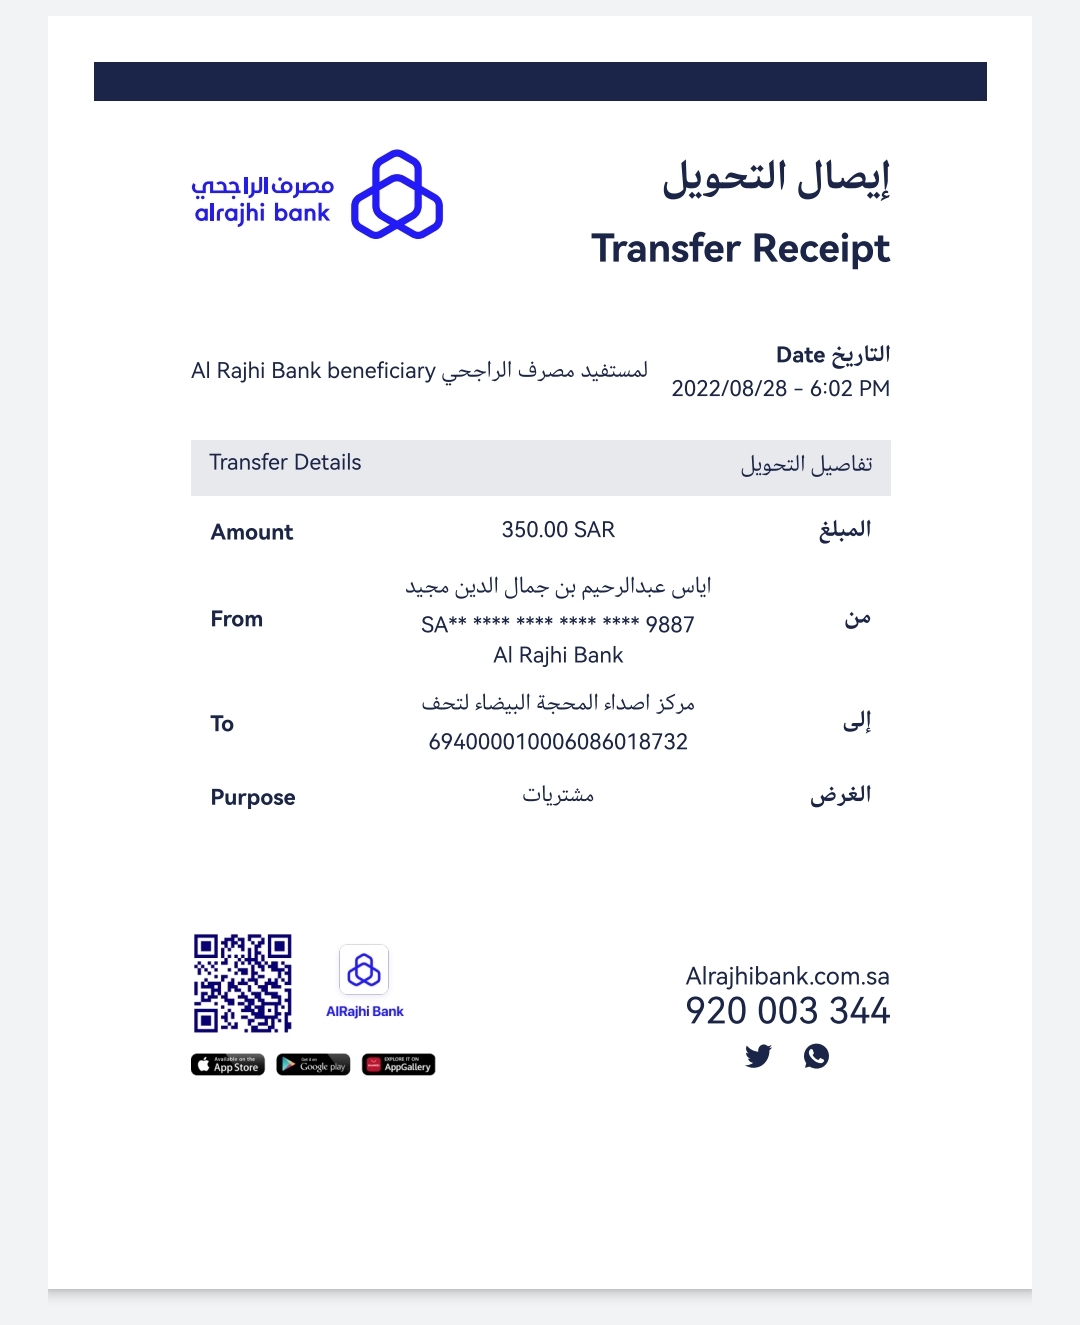 مصرف الراجحي
alrajhi bank
إيصال التحويل
Transfer Receipt
Al Rajhi Bank beneficiary لمستفيد مصرف الراجحي
Date التاريخ
2022/08/28 - 6:02 PM
Transfer Details تفاصيل التحويل
Amount 350.00 SAR المبلغ
اياس عبدالرحيم بن جمال الدين مجيد
From SA** **** **** **** **** 9887 من
Al Rajhi Bank
مركز اصداء المحجة البيضاء لتحف
To 694000010006086018732 إلى
Purpose مشتريات الغرض
AlRajhi Bank
Alrajhibank.com.sa
920 003 344
Available on the
App Store
Get it on
Google play
EXPLORE IT ON
AppGallery